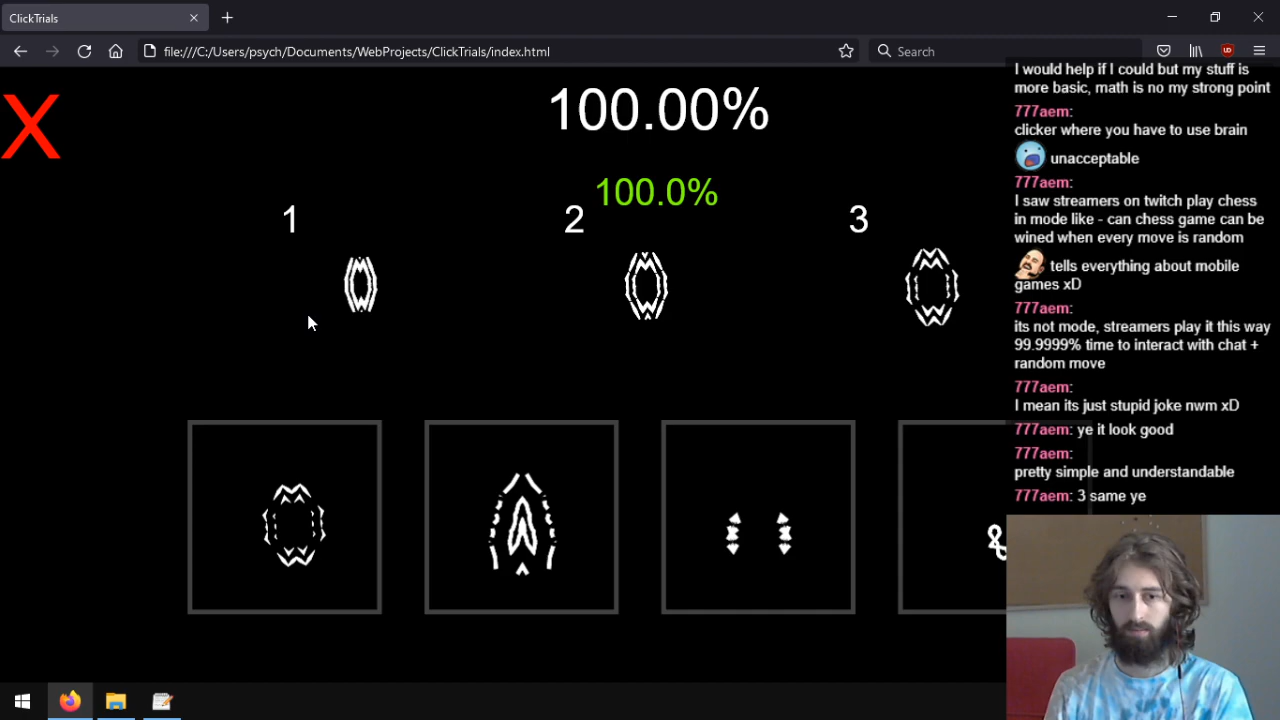 ClickTrials
file:///C:/Users/psych/Documents/WebProjects/ClickTrials/index.html
Search
X
100.00%
100.0%
1
2
3
I would help if I could but my stuff is
more basic, math is no my strong point
777aem:
clicker where you have to use brain
unacceptable
777aem:
I saw streamers on twitch play chess
in mode like - can chess game can be
wined when every move is random
tells everything about mobile
games xD
777aem:
its not mode, streamers play it this way
99.9999% time to interact with chat +
random move
777aem:
I mean its just stupid joke nwm xD
777aem: ye it look good
777aem:
pretty simple and understandable
777aem: 3 same ye